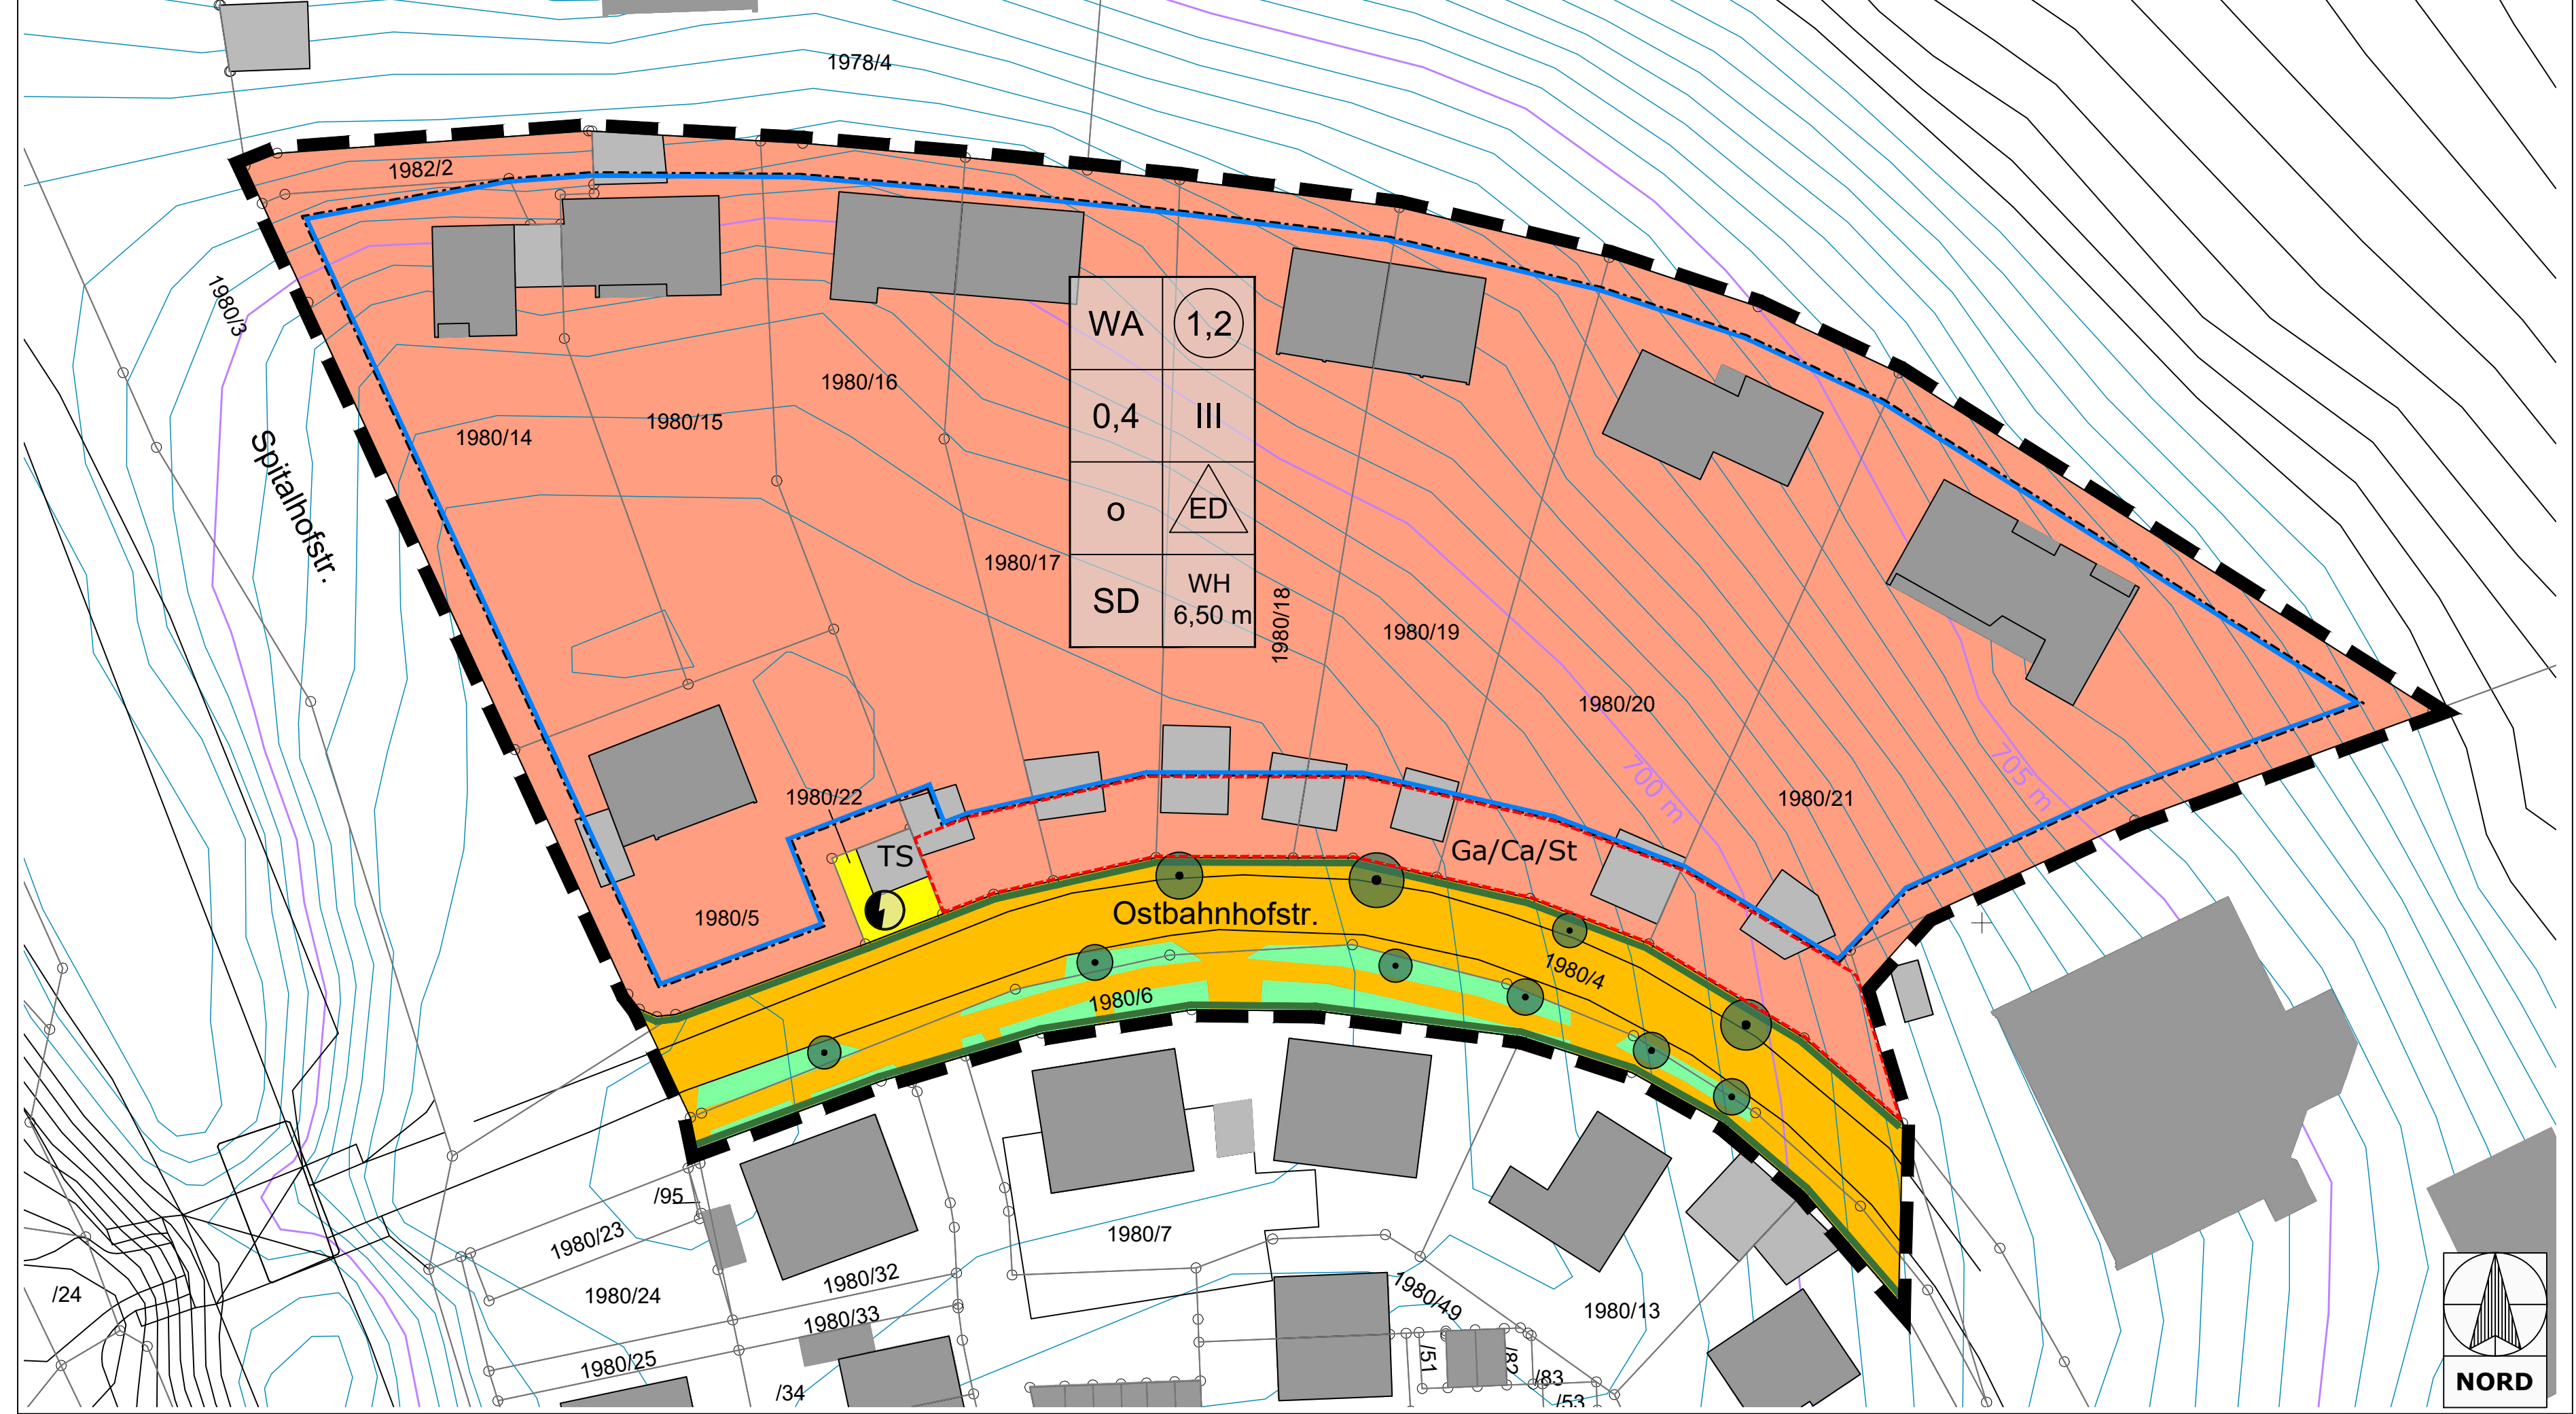 1978/4
1982/2
1980/3
WA 1,2
1980/16
0,4 III
1980/15
1980/14
Spitalhofstr.
o ED
1980/17
SD WH
6,50 m
1980/18
1980/19
1980/20
700 m
705 m
1980/22
1980/21
TS
Ga/Ca/St
1980/5
Ostbahnhofstr.
1980/4
1980/6
/95
1980/23
1980/7
1980/32
1980/24
/24
1980/49
1980/13
1980/33
1980/25
/51
/82
/83
/34
/53
NORD